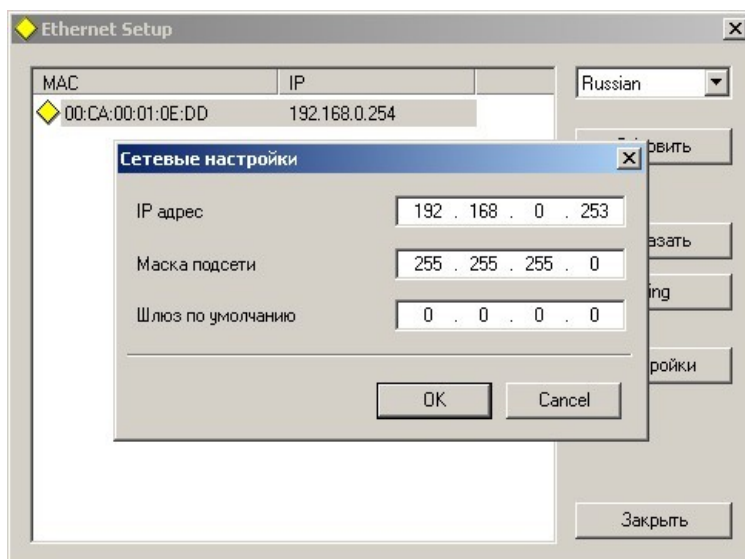 Ethernet Setup
MAC IP
00:CA:00:01:0E:DD 192.168.0.254
Russian
Сетевые настройки
IP адрес 192 . 168 . 0 . 253
Маска подсети 255 . 255 . 255 . 0
Шлюз по умолчанию 0 . 0 . 0 . 0
OK Cancel
Закрыть